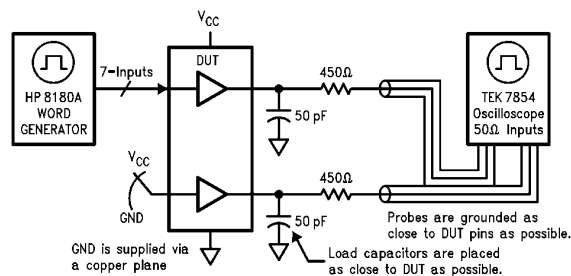 V_CC
HP 8180A
WORD
GENERATOR
7-Inputs
DUT
450Ω
50 pF
TEK 7854
Oscilloscope
50Ω Inputs
V_CC
GND
450Ω
50 pF
GND is supplied via
a copper plane
Probes are grounded as
close to DUT pins as possible.
Load capacitors are placed
as close to DUT as possible.